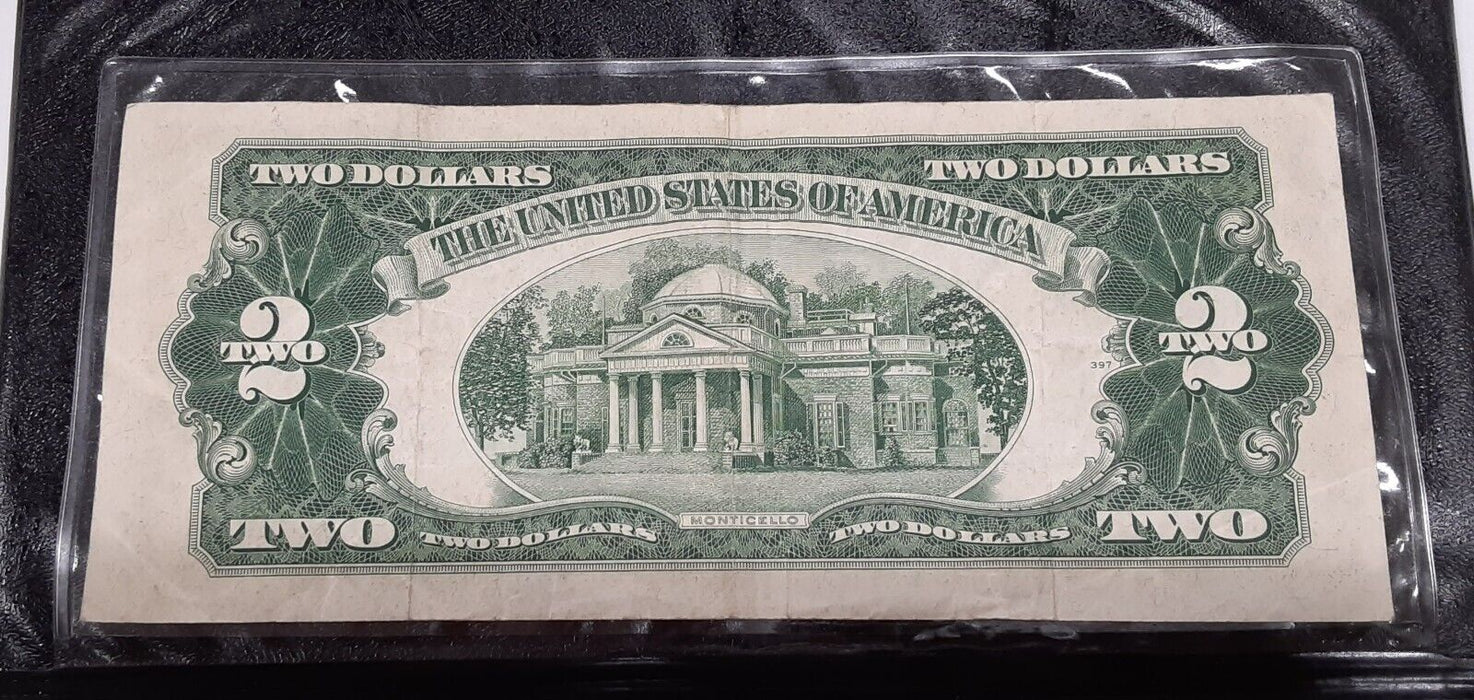 TWO DOLLARS TWO DOLLARS
THE UNITED STATES OF AMERICA
2 2
TWO TWO
397
MONTICELLO
TWO TWO DOLLARS TWO DOLLARS TWO